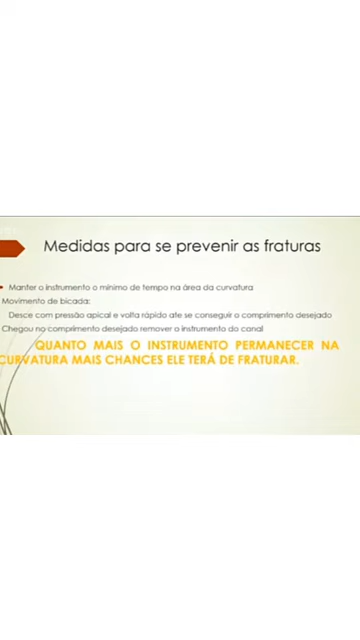 Medidas para se prevenir as fraturas
Manter o instrumento o mínimo de tempo na área da curvatura
Movimento de bicada:
Desce com pressão apical e volta rápido ate se conseguir o comprimento desejado
Chegou no comprimento desejado remover o instrumento do canal
QUANTO MAIS O INSTRUMENTO PERMANECER NA
CURVATURA MAIS CHANCES ELE TERÁ DE FRATURAR.